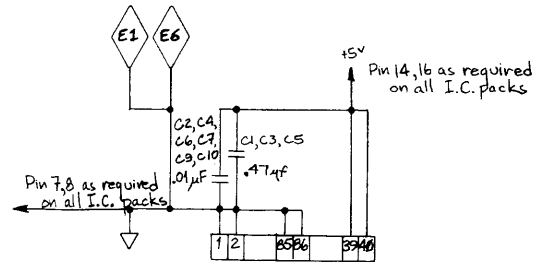 E1 E6
+5v
Pin 14, 16 as required
on all I.C. packs
C2, C4,
C6, C7,
C9, C10
.01µF
C1, C3, C5
.47µf
Pin 7, 8 as required
on all I.C. packs
1 2 85 86 39 40